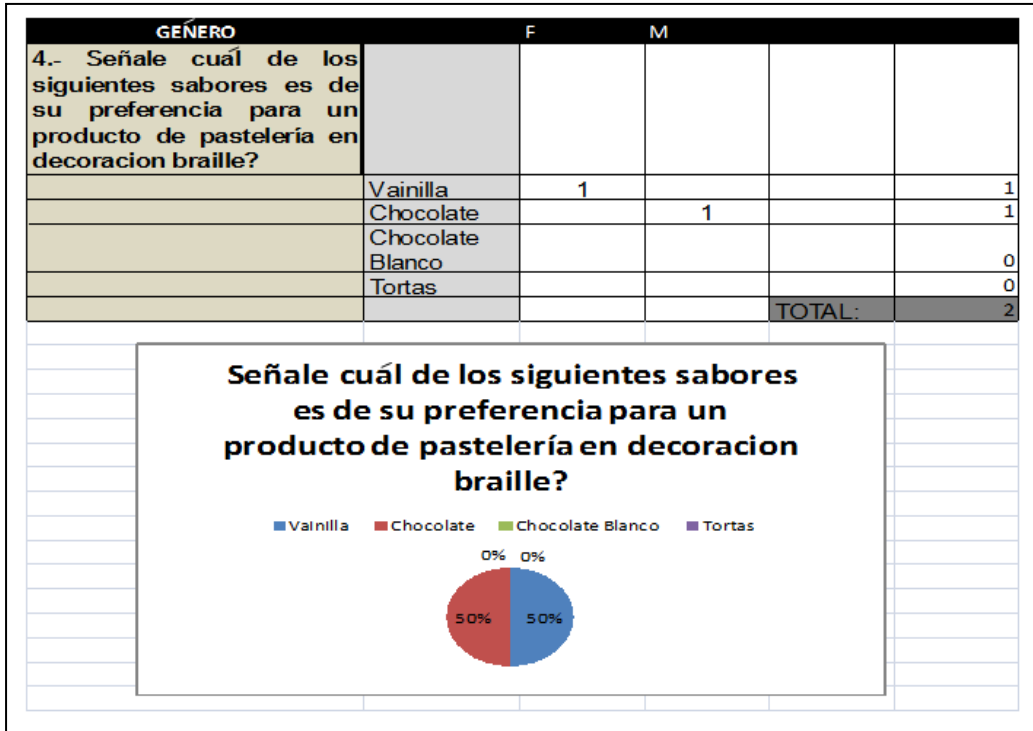 GÉNERO F M
4.- Señale cuál de los
siguientes sabores es de
su preferencia para un
producto de pastelería en
decoracion braille?
Vainilla 1 1
Chocolate 1 1
Chocolate
Blanco 0
Tortas 0
TOTAL: 2
Señale cuál de los siguientes sabores
es de su preferencia para un
producto de pastelería en decoracion
braille?
Vainilla Chocolate Chocolate Blanco Tortas
0% 0%
50% 50%